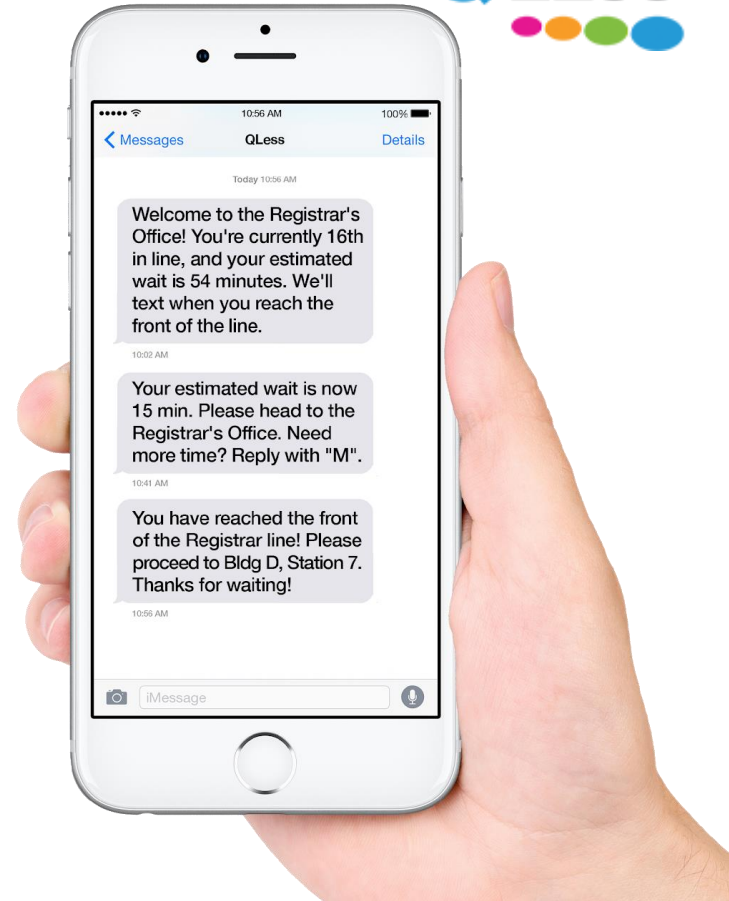 10:56 AM
100%
Messages
QLess
Details
Today 10:56 AM
Welcome to the Registrar's
Office! You're currently 16th
in line, and your estimated
wait is 54 minutes. We'll
text when you reach the
front of the line.
10:02 AM
Your estimated wait is now
15 min. Please head to the
Registrar's Office. Need
more time? Reply with "M".
10:41 AM
You have reached the front
of the Registrar line! Please
proceed to Bldg D, Station 7.
Thanks for waiting!
10:56 AM
iMessage